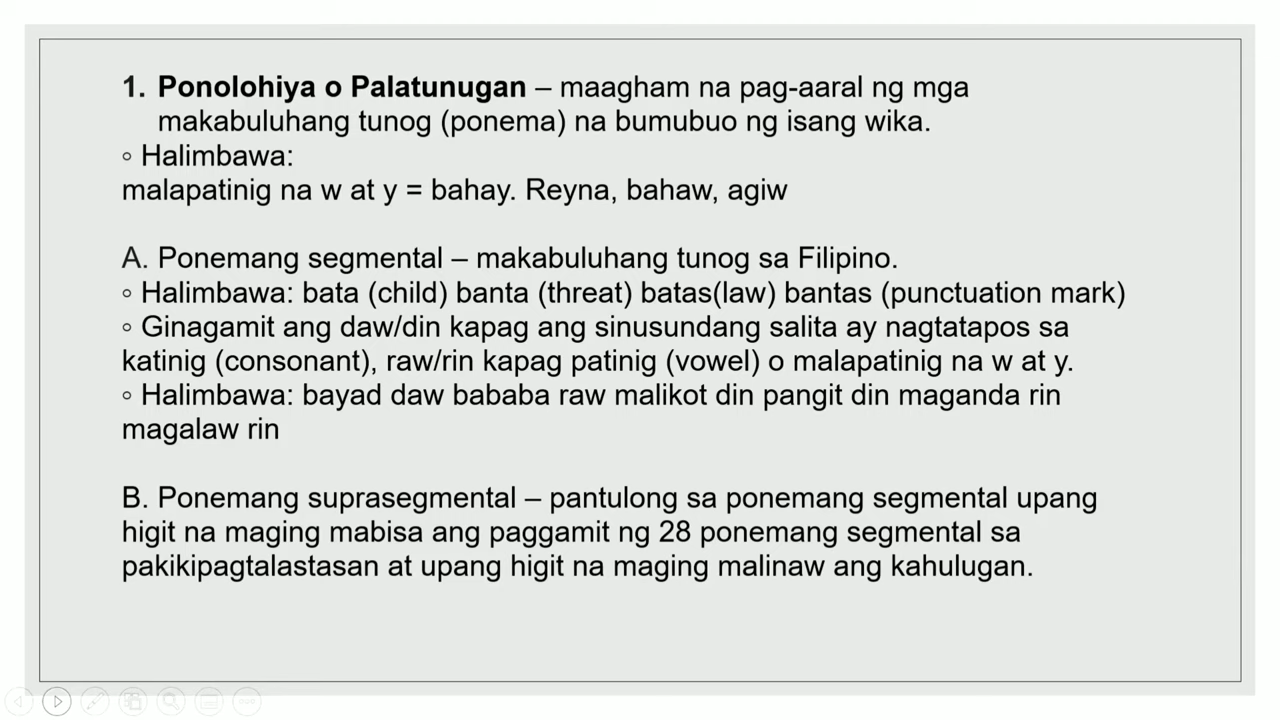 1. Ponolohiya o Palatunugan – maagham na pag-aaral ng mga
makabuluhang tunog (ponema) na bumubuo ng isang wika.
◦ Halimbawa:
malapatinig na w at y = bahay. Reyna, bahaw, agiw
A. Ponemang segmental – makabuluhang tunog sa Filipino.
◦ Halimbawa: bata (child) banta (threat) batas(law) bantas (punctuation mark)
◦ Ginagamit ang daw/din kapag ang sinusundang salita ay nagtatapos sa
katinig (consonant), raw/rin kapag patinig (vowel) o malapatinig na w at y.
◦ Halimbawa: bayad daw bababa raw malikot din pangit din maganda rin
magalaw rin
B. Ponemang suprasegmental – pantulong sa ponemang segmental upang
higit na maging mabisa ang paggamit ng 28 ponemang segmental sa
pakikipagtalastasan at upang higit na maging malinaw ang kahulugan.